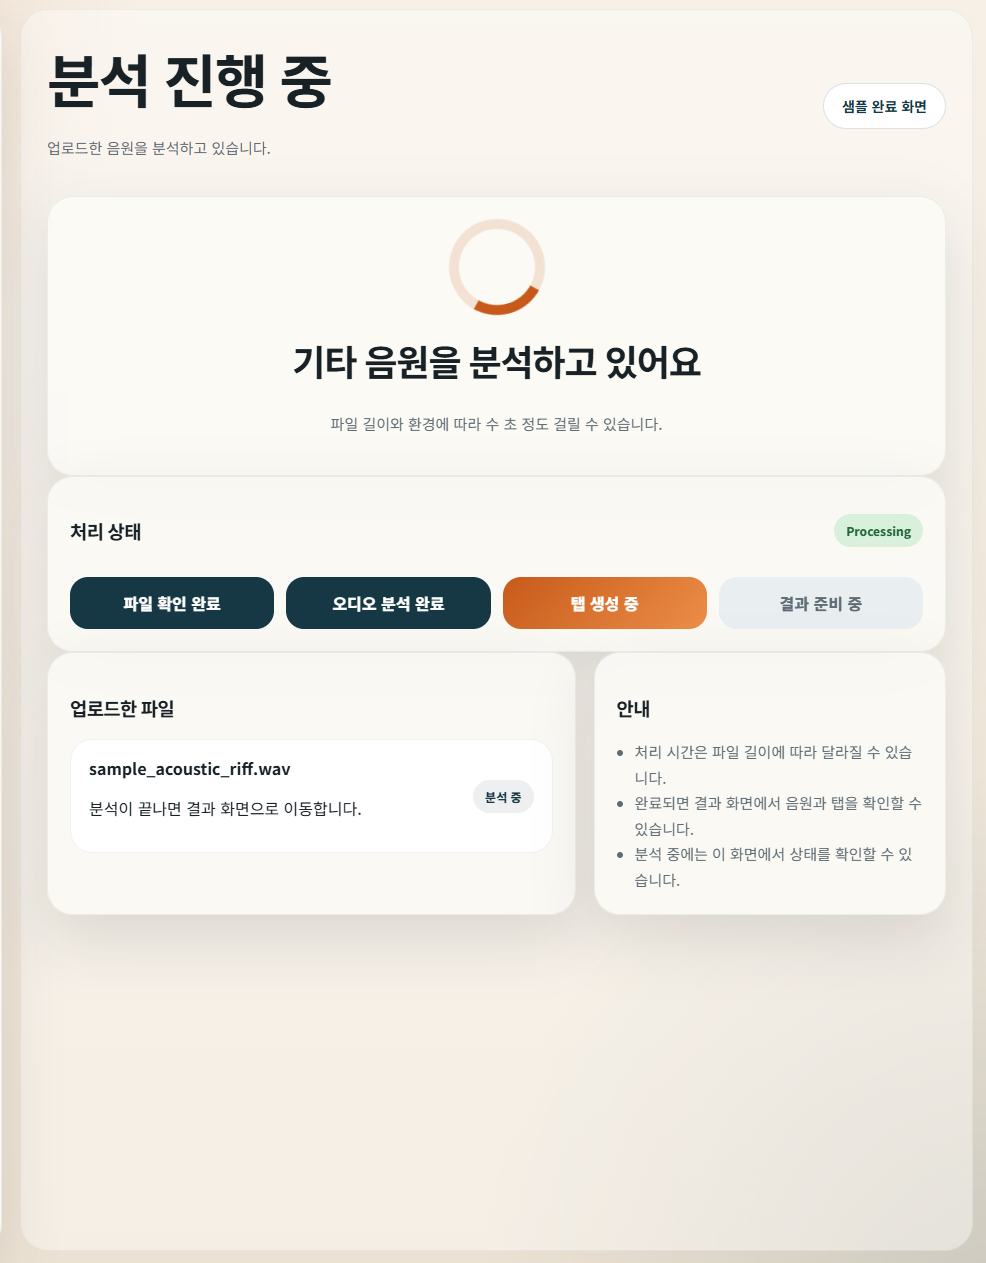 분석 진행 중
샘플 완료 화면
업로드한 음원을 분석하고 있습니다.
기타 음원을 분석하고 있어요
파일 길이와 환경에 따라 수 초 정도 걸릴 수 있습니다.
처리 상태
Processing
파일 확인 완료
오디오 분석 완료
탭 생성 중
결과 준비 중
업로드한 파일
sample_acoustic_riff.wav
분석이 끝나면 결과 화면으로 이동합니다.
분석 중
안내
처리 시간은 파일 길이에 따라 달라질 수 있습
니다.
완료되면 결과 화면에서 음원과 탭을 확인할 수
있습니다.
분석 중에는 이 화면에서 상태를 확인할 수 있
습니다.